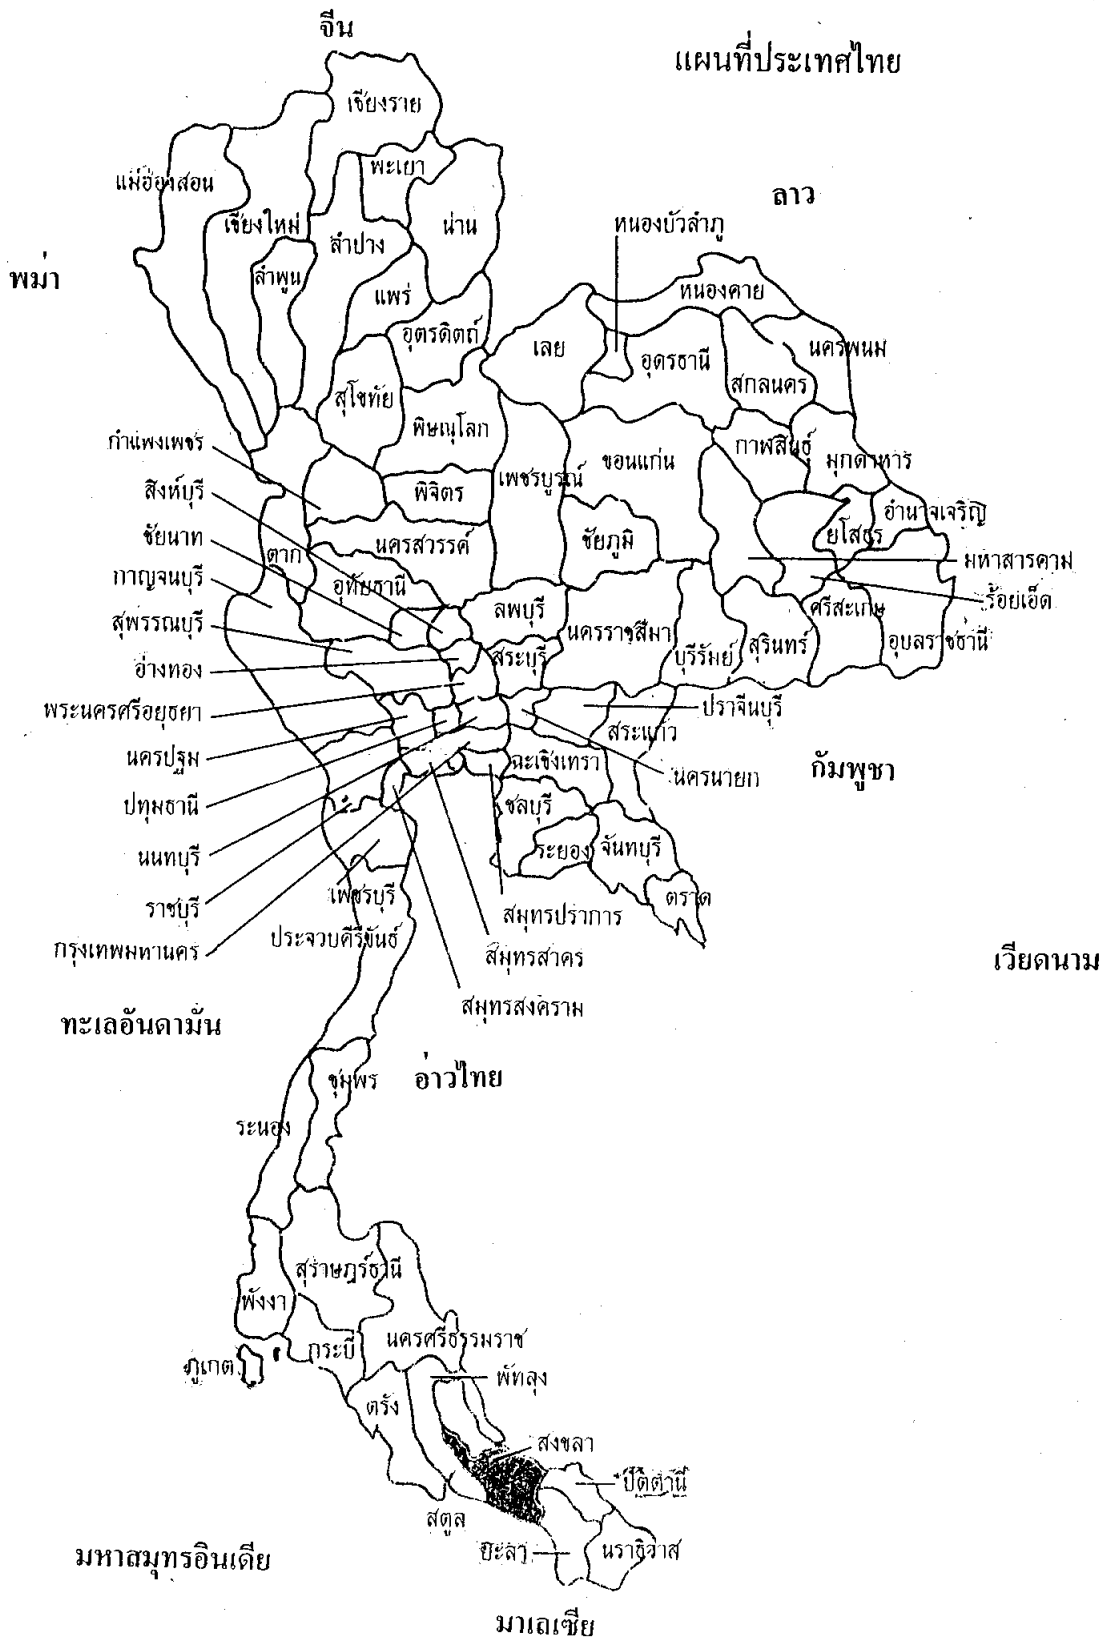 จีน
แผนที่ประเทศไทย
เชียงราย
พะเยา
แม่ฮ่องสอน
ลาว
เชียงใหม่
น่าน
หนองบัวลำภู
ลำปาง
พม่า
ลำพูน
หนองคาย
แพร่
อุตรดิตถ์
เลย
อุดรธานี
นครพนม
สกลนคร
สุโขทัย
พิษณุโลก
กำแพงเพชร
กาฬสินธุ์
ขอนแก่น
มุกดาหาร
เพชรบูรณ์
สิงห์บุรี
พิจิตร
อำนาจเจริญ
ยโสธร
ชัยนาท
นครสวรรค์
ชัยภูมิ
ตาก
มหาสารคาม
กาญจนบุรี
อุทัยธานี
ร้อยเอ็ด
ลพบุรี
ศรีสะเกษ
สุพรรณบุรี
นครราชสีมา
อุบลราชธานี
สระบุรี
บุรีรัมย์
สุรินทร์
อ่างทอง
พระนครศรีอยุธยา
ปราจีนบุรี
สระแก้ว
นครปฐม
ฉะเชิงเทรา
กัมพูชา
นครนายก
ปทุมธานี
ชลบุรี
นนทบุรี
ระยอง
จันทบุรี
ราชบุรี
เพชรบุรี
ตราด
สมุทรปราการ
กรุงเทพมหานคร
ประจวบคีรีขันธ์
สมุทรสาคร
เวียดนาม
สมุทรสงคราม
ทะเลอันดามัน
ชุมพร
อ่าวไทย
ระนอง
สุราษฎร์ธานี
พังงา
นครศรีธรรมราช
กระบี่
ภูเกต
พัทลุง
ตรัง
สงขลา
ปัตตานี
สตูล
ยะลา
นราธิวาส
มหาสมุทรอินเดีย
มาเลเซีย